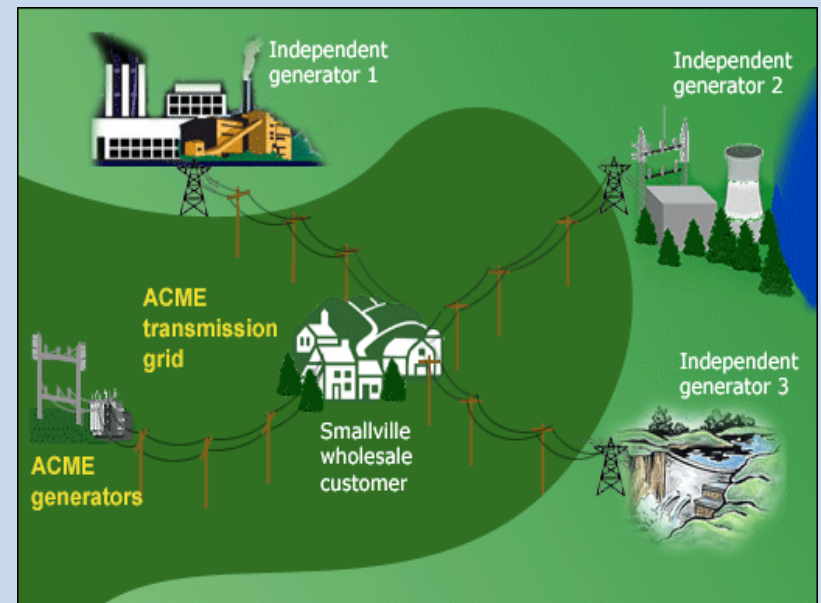 Independent
generator 1
Independent
generator 2
ACME
transmission
grid
Independent
generator 3
Smallville
wholesale
customer
ACME
generators